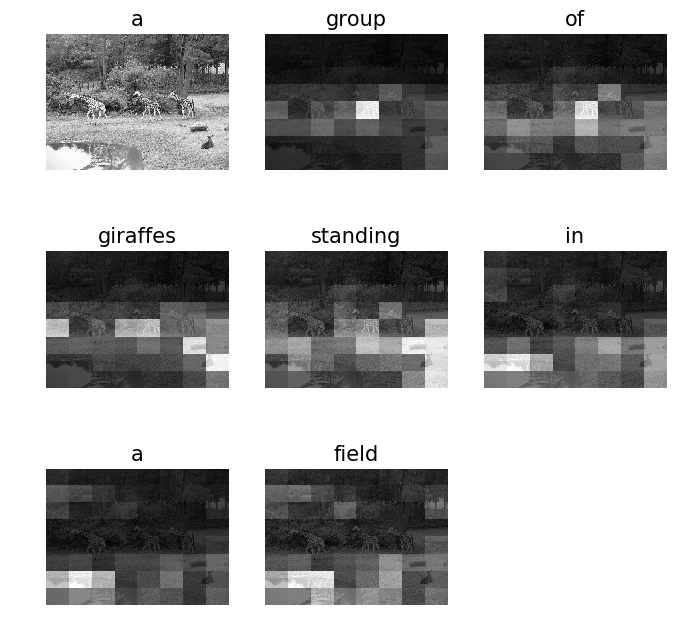 a group of
giraffes standing in
a field